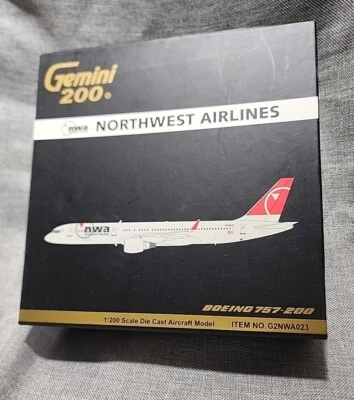 Gemini
200®
nwa NORTHWEST AIRLINES
nwa
BOEING 757-200
1:200 Scale Die Cast Aircraft Model ITEM NO. G2NWA023